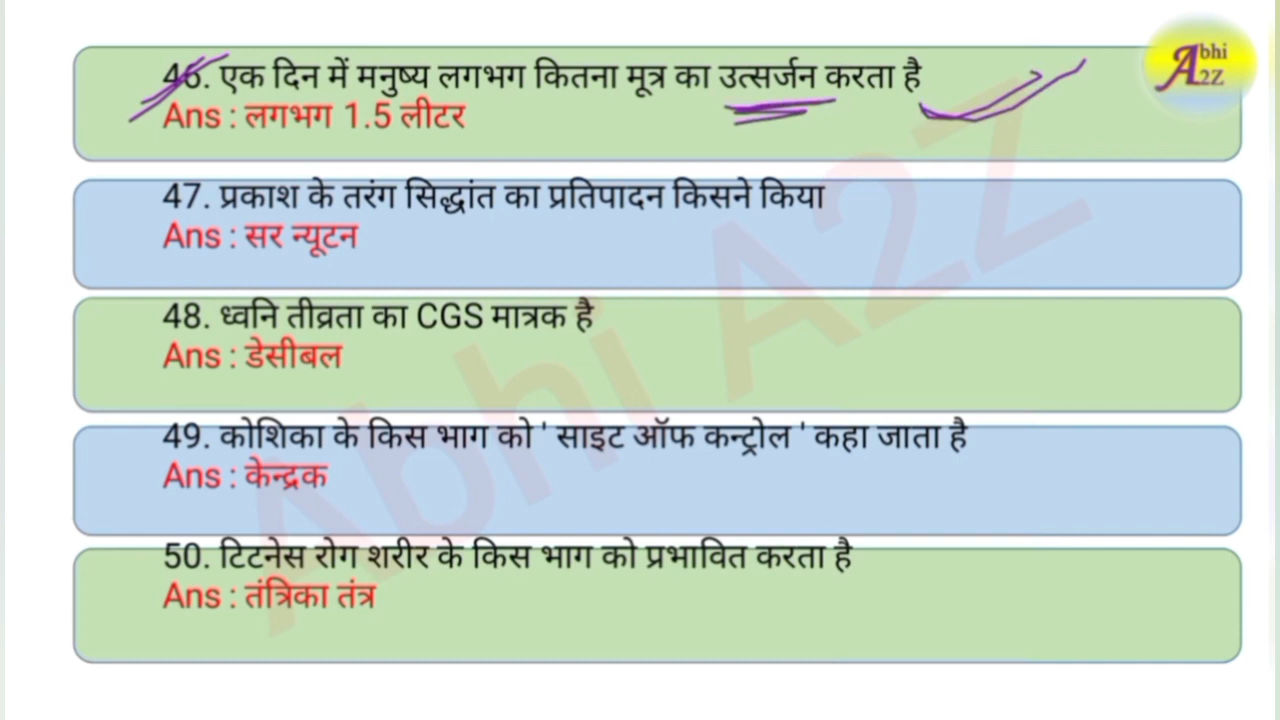 Abhi
A2Z
46. एक दिन में मनुष्य लगभग कितना मूत्र का उत्सर्जन करता है
Ans : लगभग 1.5 लीटर
47. प्रकाश के तरंग सिद्धांत का प्रतिपादन किसने किया
Ans : सर न्यूटन
48. ध्वनि तीव्रता का CGS मात्रक है
Ans : डेसीबल
49. कोशिका के किस भाग को ' साइट ऑफ कन्ट्रोल ' कहा जाता है
Ans : केन्द्रक
50. टिटनेस रोग शरीर के किस भाग को प्रभावित करता है
Ans : तंत्रिका तंत्र
Abhi A2Z